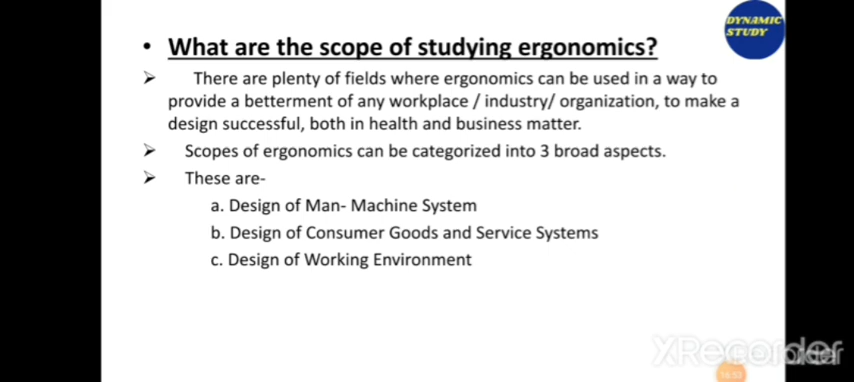 DYNAMIC
STUDY
• What are the scope of studying ergonomics?
➢ There are plenty of fields where ergonomics can be used in a way to
provide a betterment of any workplace / industry/ organization, to make a
design successful, both in health and business matter.
➢ Scopes of ergonomics can be categorized into 3 broad aspects.
➢ These are-
a. Design of Man- Machine System
b. Design of Consumer Goods and Service Systems
c. Design of Working Environment
XRecorder